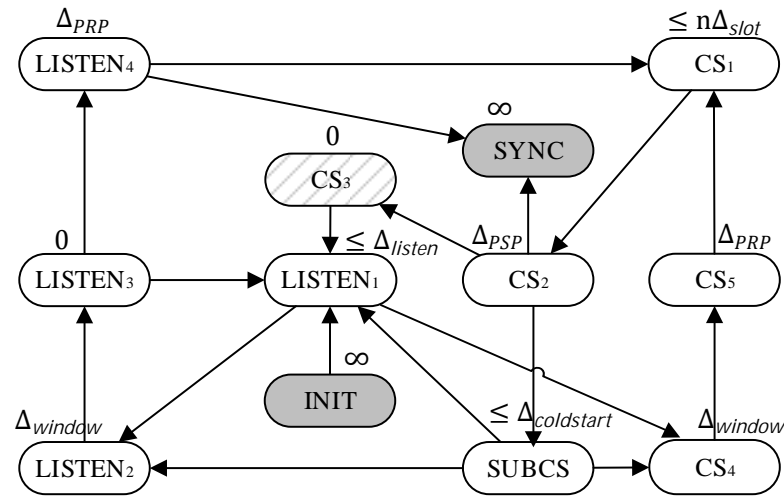 Δ_PRP
≤ nΔ_slot
LISTEN₄
CS₁
∞
SYNC
0
CS₃
≤ Δ_listen
Δ_PSP
Δ_PRP
0
LISTEN₃
LISTEN₁
CS₂
CS₅
∞
INIT
≤ Δ_coldstart
Δ_window
Δ_window
LISTEN₂
SUBCS
CS₄